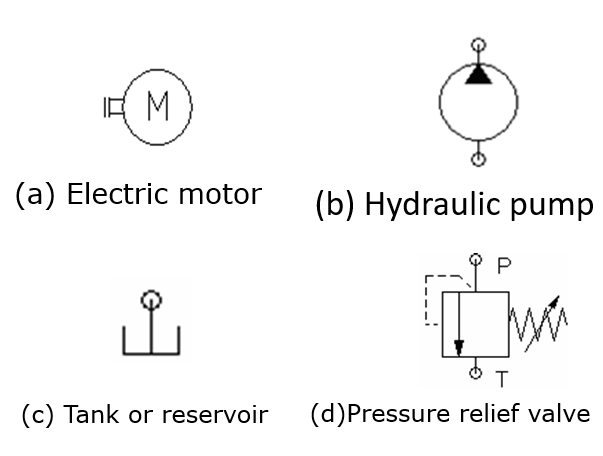 M
(a) Electric motor
(b) Hydraulic pump
P
T
(c) Tank or reservoir
(d)Pressure relief valve